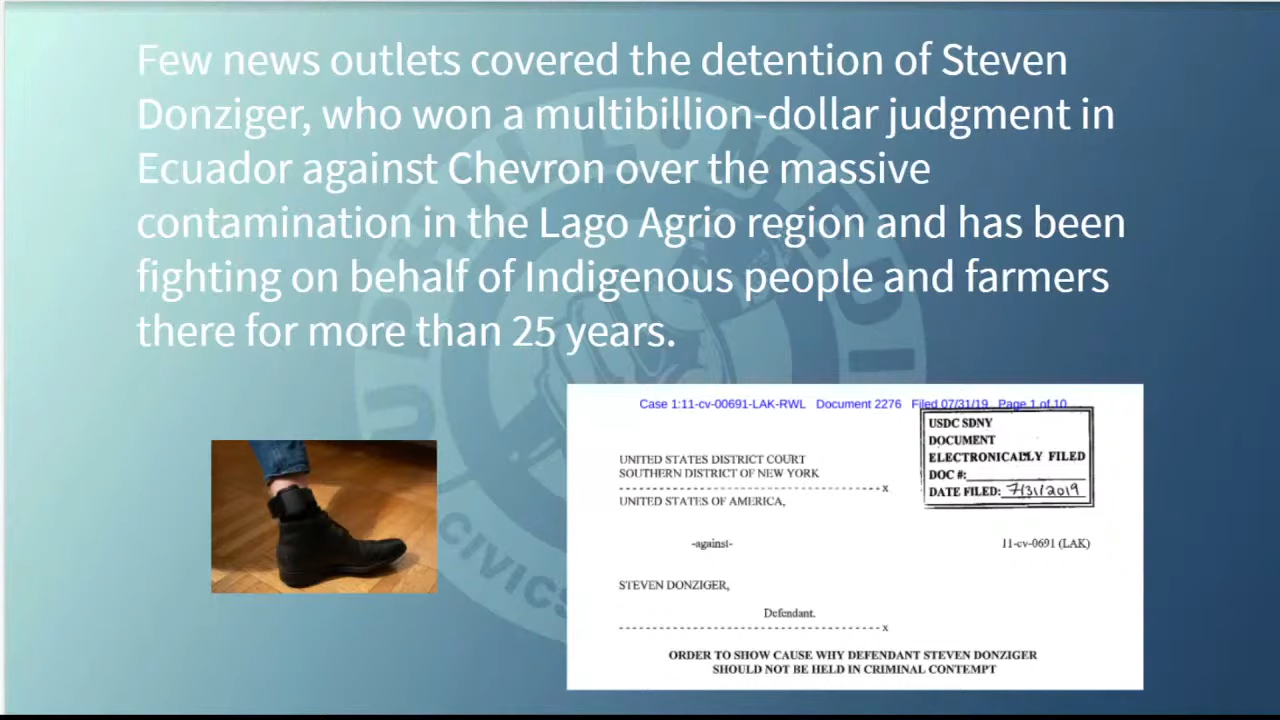 Few news outlets covered the detention of Steven
Donziger, who won a multibillion-dollar judgment in
Ecuador against Chevron over the massive
contamination in the Lago Agrio region and has been
fighting on behalf of Indigenous people and farmers
there for more than 25 years.
Case 1:11-cv-00691-LAK-RWL Document 2276 Filed 07/31/19 Page 1 of 10
USDC SDNY
DOCUMENT
ELECTRONICALLY FILED
DOC #:
DATE FILED: 7/31/2019
UNITED STATES DISTRICT COURT
SOUTHERN DISTRICT OF NEW YORK
x
UNITED STATES OF AMERICA,
-against-
11-cv-0691 (LAK)
STEVEN DONZIGER,
Defendant.
x
ORDER TO SHOW CAUSE WHY DEFENDANT STEVEN DONZIGER
SHOULD NOT BE HELD IN CRIMINAL CONTEMPT
CIVICS